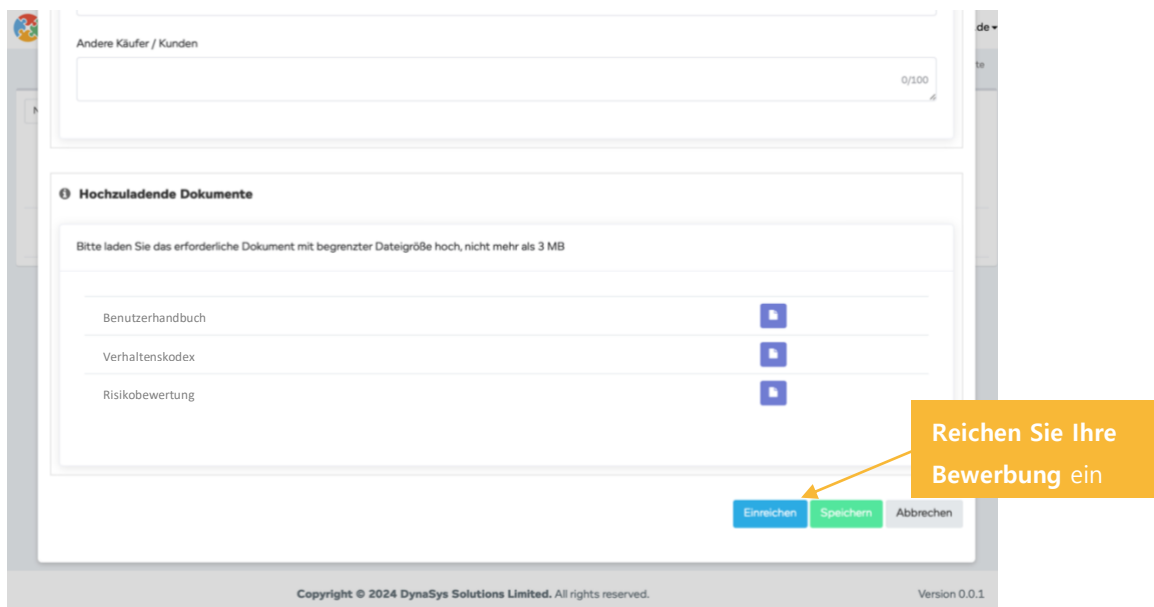 de
Andere Käufer / Kunden
te
0/100
N
Hochzuladende Dokumente
Bitte laden Sie das erforderliche Dokument mit begrenzter Dateigröße hoch, nicht mehr als 3 MB
Benutzerhandbuch
Verhaltenskodex
Risikobewertung
Reichen Sie Ihre
Bewerbung ein
Einreichen Speichern Abbrechen
Copyright © 2024 DynaSys Solutions Limited. All rights reserved. Version 0.0.1